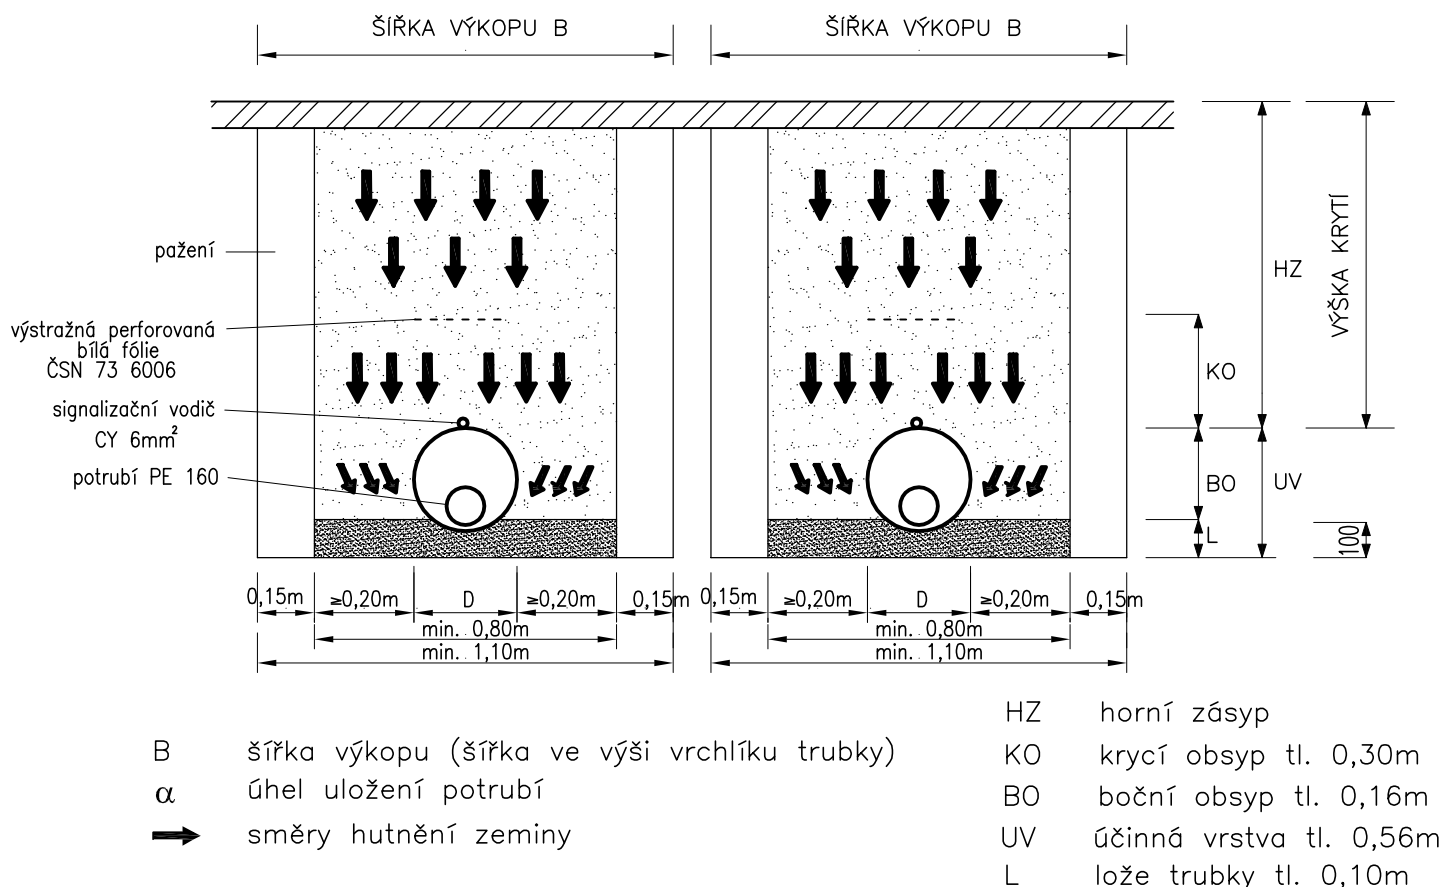 ŠÍŘKA VÝKOPU B
ŠÍŘKA VÝKOPU B
pažení
výstražná perforovaná
bílá fólie
ČSN 73 6006
signalizační vodič
CY 6mm²
potrubí PE 160
HZ
VÝŠKA KRYTÍ
KO
BO
UV
L
100
0,15m ≥0,20m D ≥0,20m 0,15m
0,15m ≥0,20m D ≥0,20m 0,15m
min. 0,80m
min. 0,80m
min. 1,10m
min. 1,10m
B šířka výkopu (šířka ve výši vrchlíku trubky)
α úhel uložení potrubí
směry hutnění zeminy
HZ horní zásyp
KO krycí obsyp tl. 0,30m
BO boční obsyp tl. 0,16m
UV účinná vrstva tl. 0,56m
L lože trubky tl. 0,10m